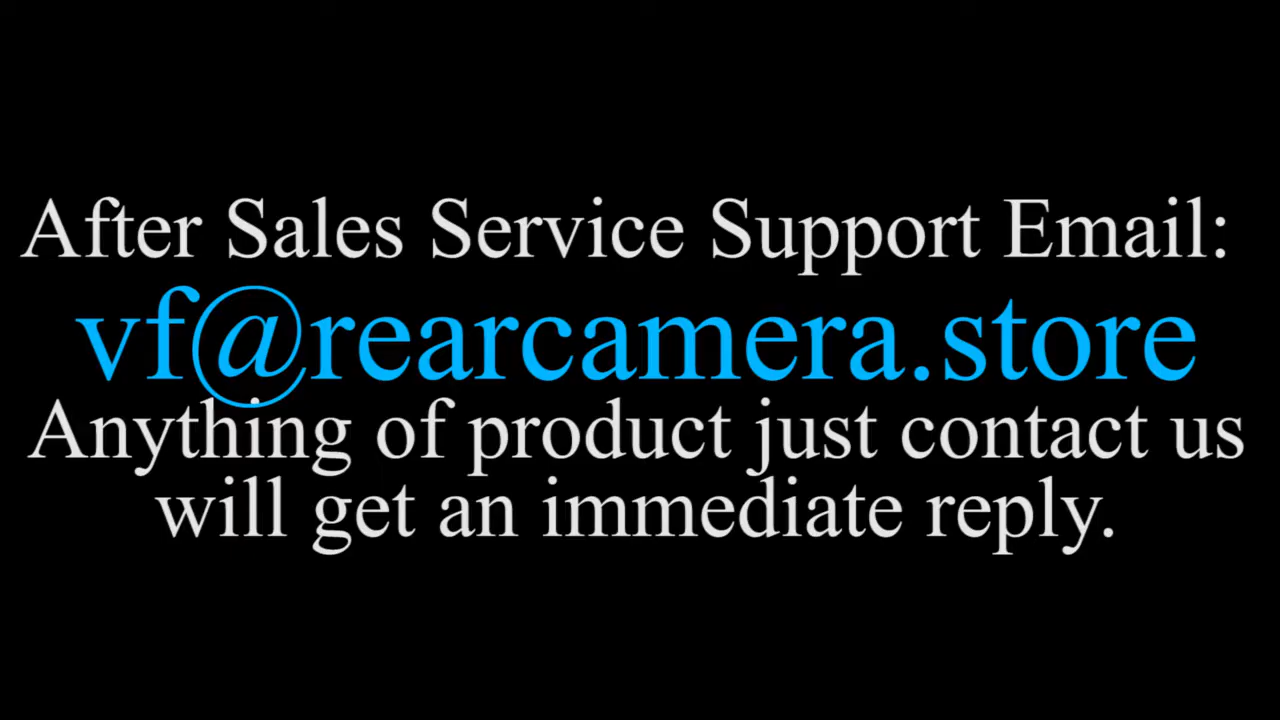 After Sales Service Support Email:
vf@rearcamera.store
Anything of product just contact us
will get an immediate reply.